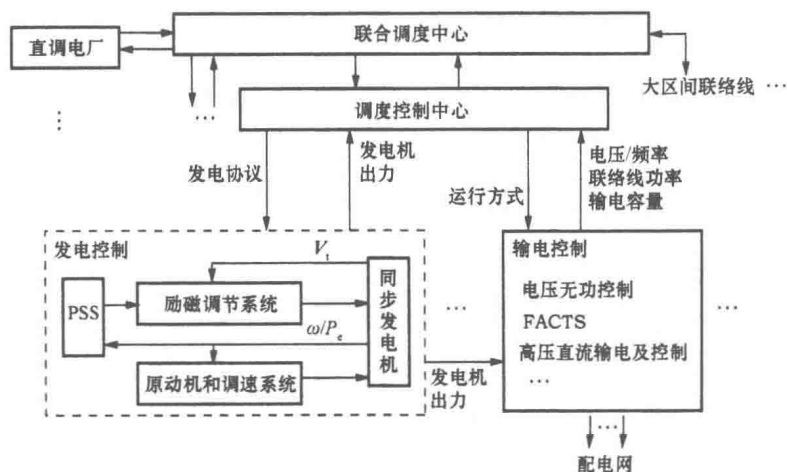 联合调度中心
直调电厂
大区间联络线 …
…
调度控制中心
发电协议
发电机
出力
运行方式
电压/频率
联络线功率
输电容量
发电控制
Vt
PSS
励磁调节系统
ω/Pe
原动机和调速系统
同步发电机
…
发电机
出力
输电控制
电压无功控制
FACTS
高压直流输电及控制
…
…
…
配电网